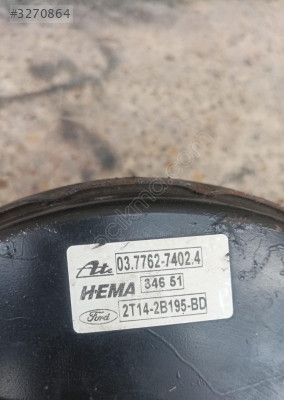 #3270864
Ate 03.7762-7402.4
HEMA 346 51
Ford 2T14-2B195-BD